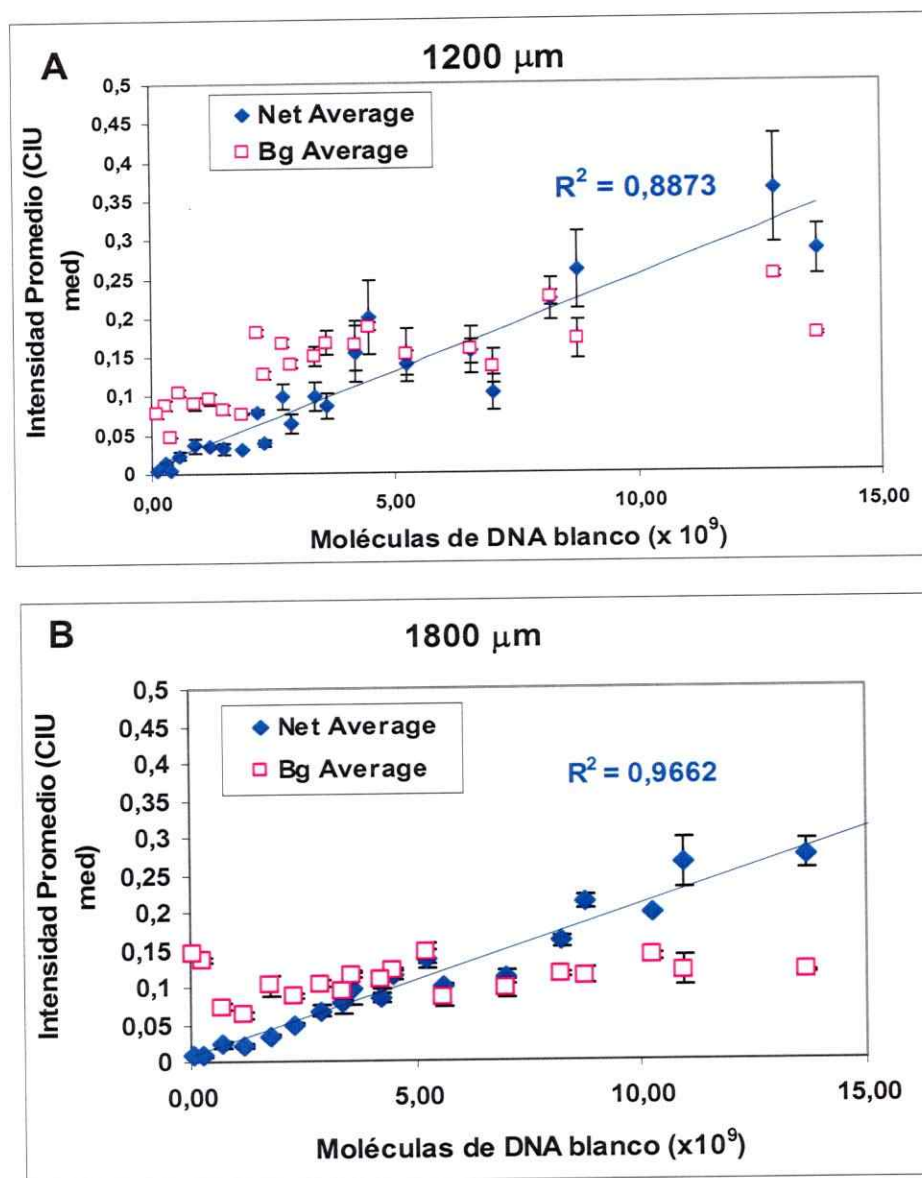 A
1200 μm
Intensidad Promedio (CIU
med)
0,5
0,45
0,4
0,35
0,3
0,25
0,2
0,15
0,1
0,05
0
Net Average
Bg Average
R² = 0,8873
0,00
5,00
10,00
15,00
Moléculas de DNA blanco (x 10⁹)
B
1800 μm
Intensidad Promedio (CIU
med)
0,5
0,45
0,4
0,35
0,3
0,25
0,2
0,15
0,1
0,05
0
Net Average
Bg Average
R² = 0,9662
0,00
5,00
10,00
15,00
Moléculas de DNA blanco (x10⁹)